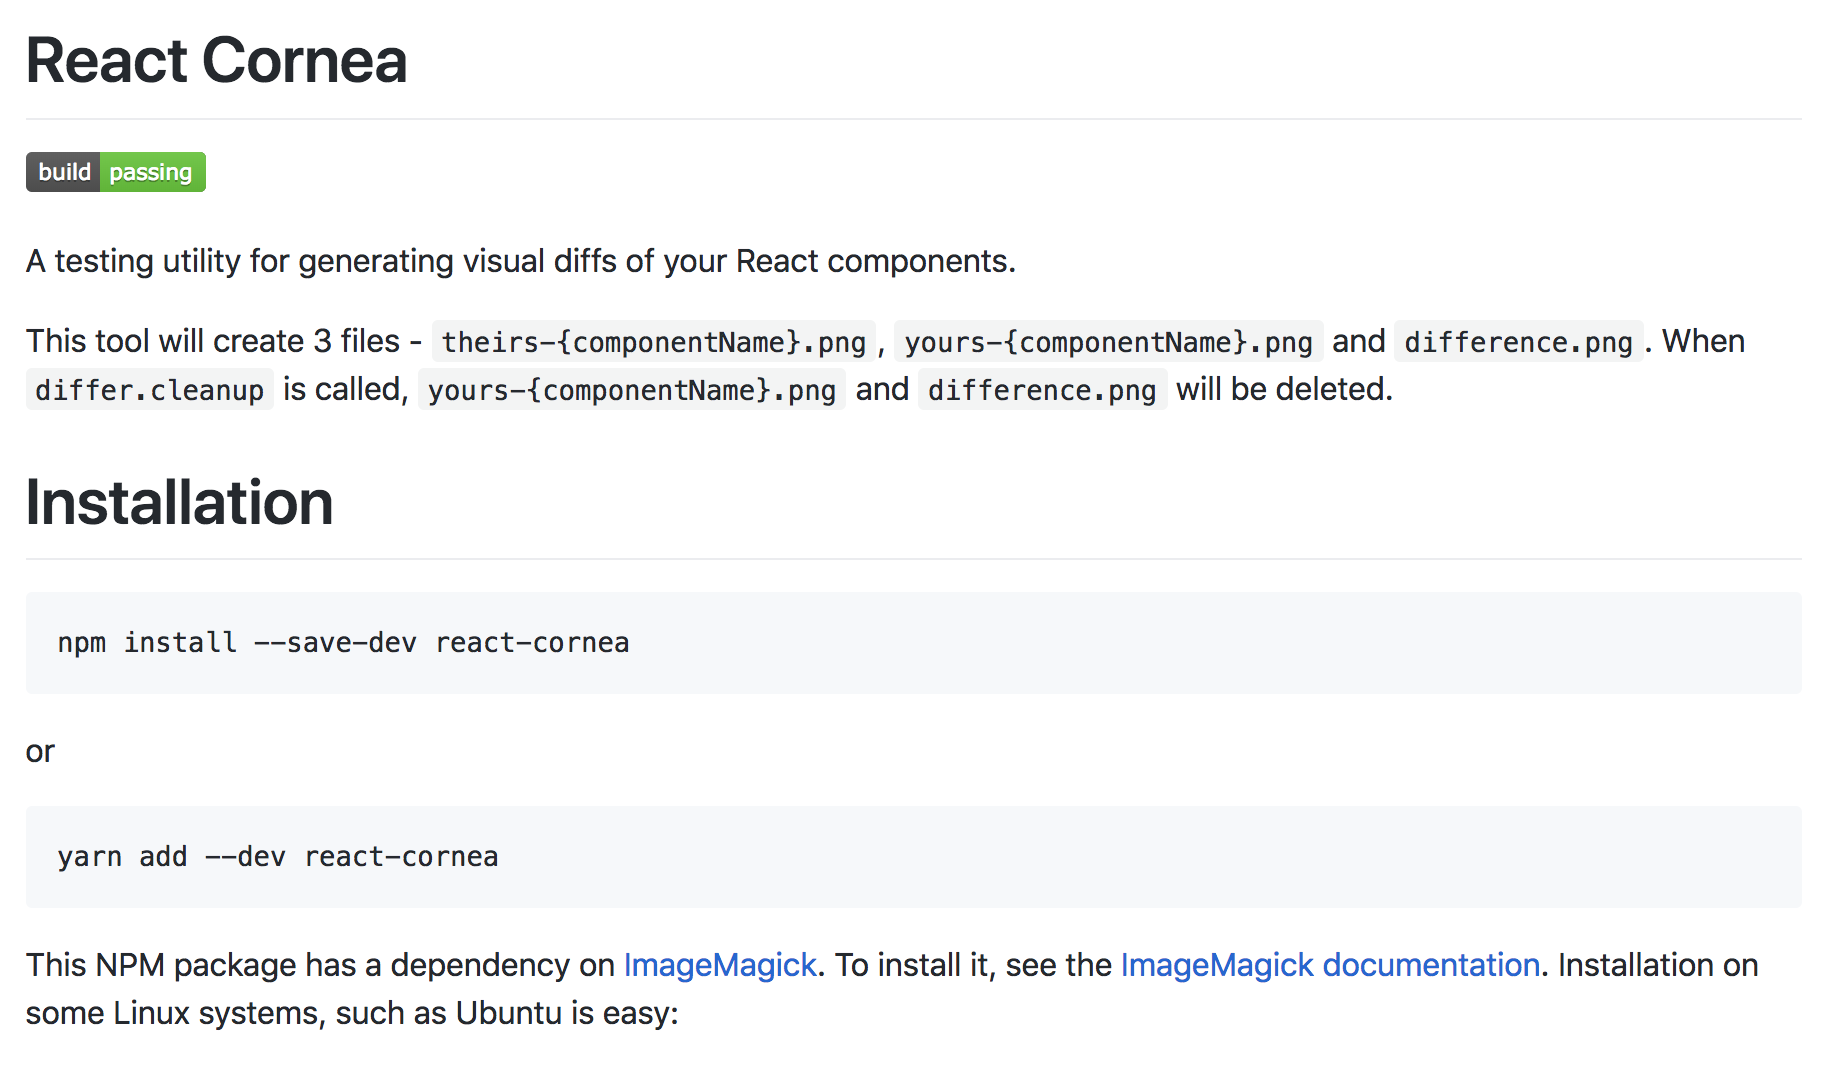 React Cornea
build passing
A testing utility for generating visual diffs of your React components.
This tool will create 3 files - theirs-{componentName}.png, yours-{componentName}.png and difference.png. When
differ.cleanup is called, yours-{componentName}.png and difference.png will be deleted.
Installation
npm install --save-dev react-cornea
or
yarn add --dev react-cornea
This NPM package has a dependency on ImageMagick. To install it, see the ImageMagick documentation. Installation on
some Linux systems, such as Ubuntu is easy: